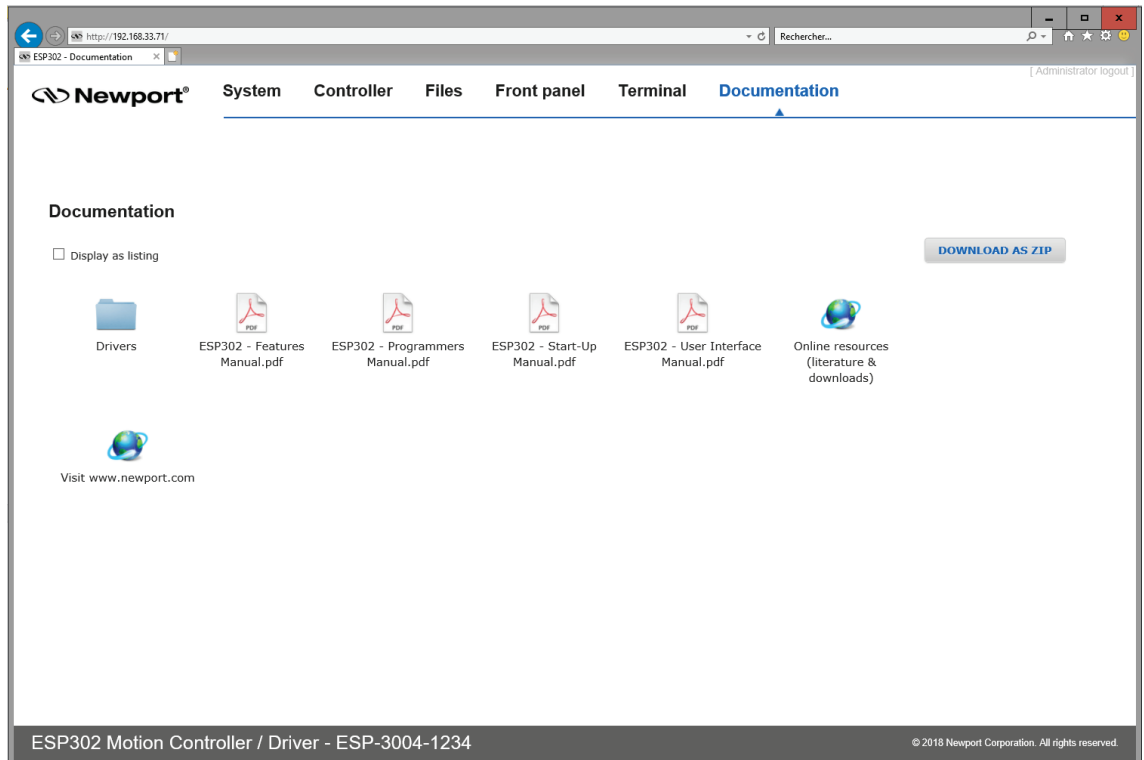 http://192.168.33.71/
Rechercher...
ESP302 - Documentation
[ Administrator logout ]
Newport®
System Controller Files Front panel Terminal Documentation
Documentation
Display as listing
DOWNLOAD AS ZIP
PDF PDF PDF PDF
Drivers ESP302 - Features ESP302 - Programmers ESP302 - Start-Up ESP302 - User Interface Online resources
Manual.pdf Manual.pdf Manual.pdf Manual.pdf (literature &
downloads)
Visit www.newport.com
ESP302 Motion Controller / Driver - ESP-3004-1234
© 2018 Newport Corporation. All rights reserved.